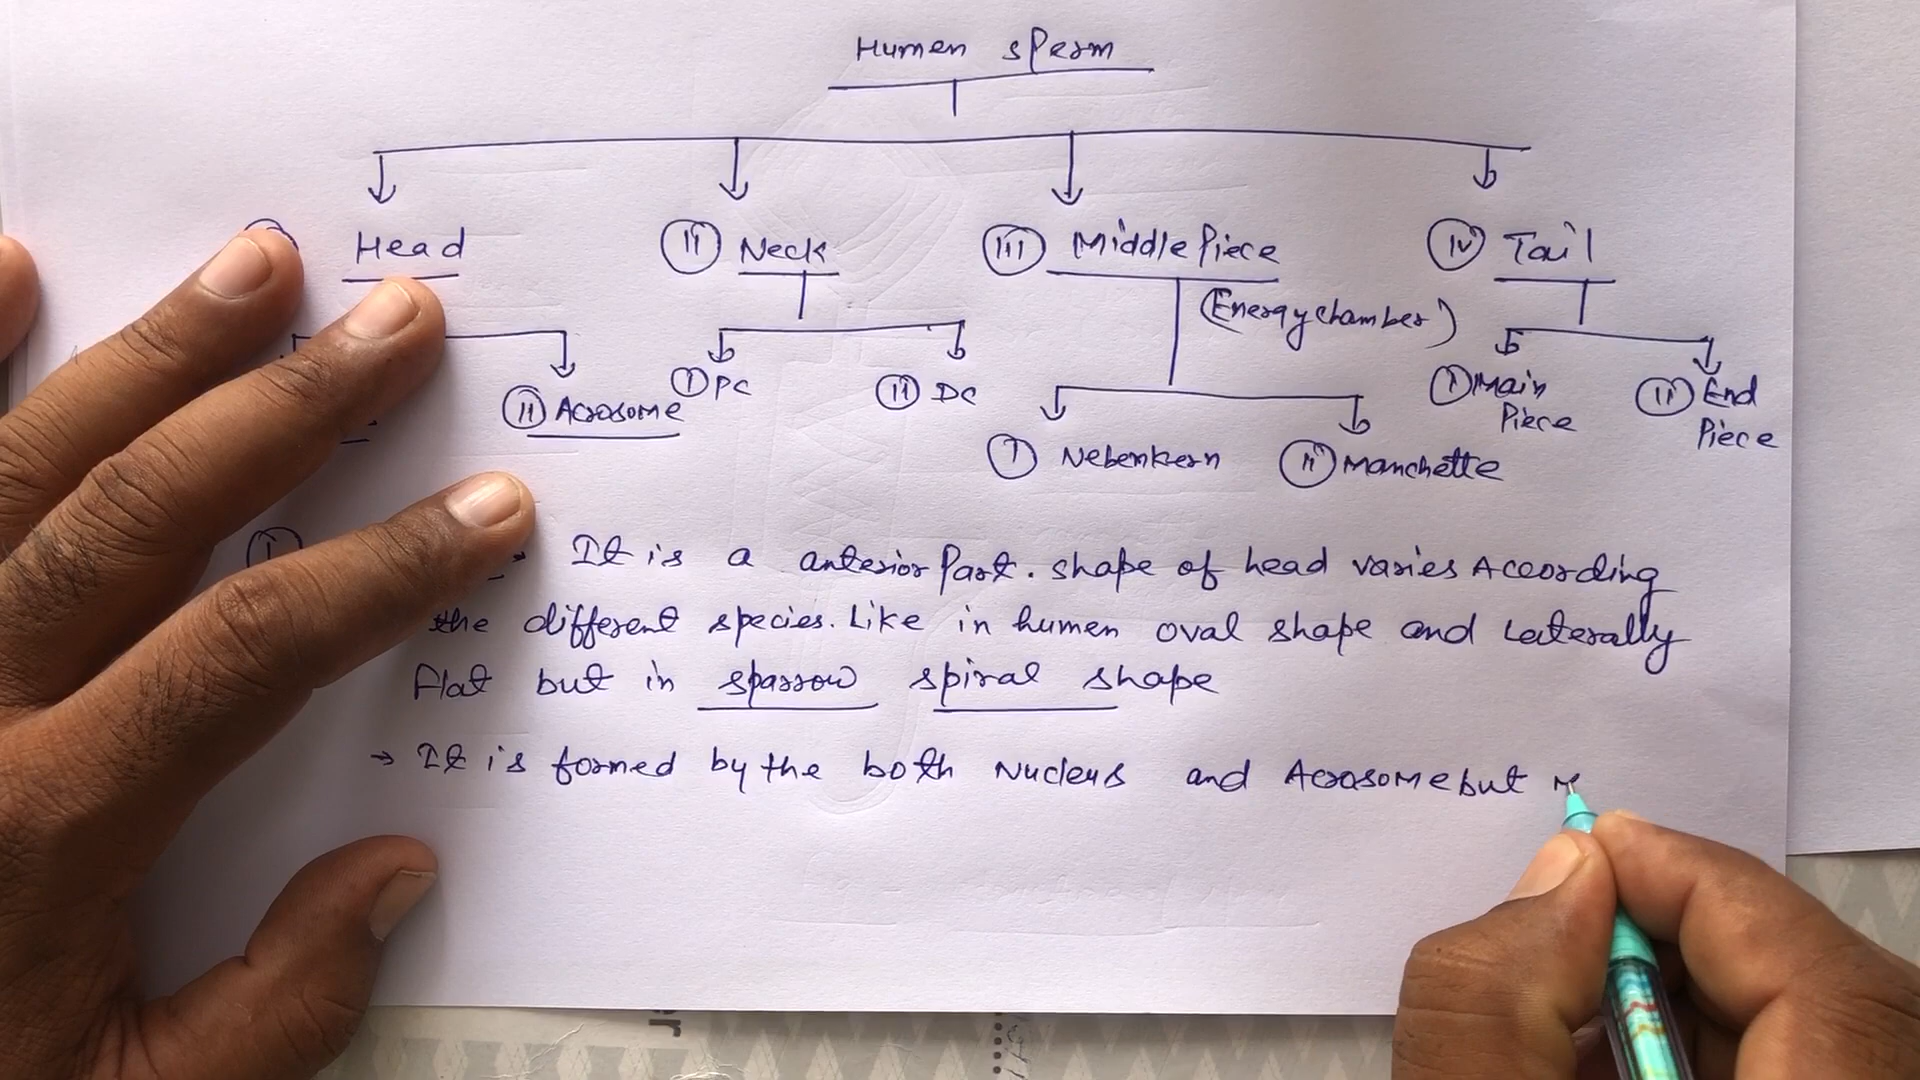 Human sperm
Head (II) Neck (III) Middle Piece (IV) Tail
(Energy chamber)
(II) Acrosome (I) PC (II) DC (I) Main Piece (II) End Piece
(I) Nebenkern (II) Manchette
(I) It is a anterior Part. shape of head varies According
the different species. Like in human oval shape and Laterally
flat but in sparrow spiral shape
→ It is formed by the both Nucleus and Acrosome but